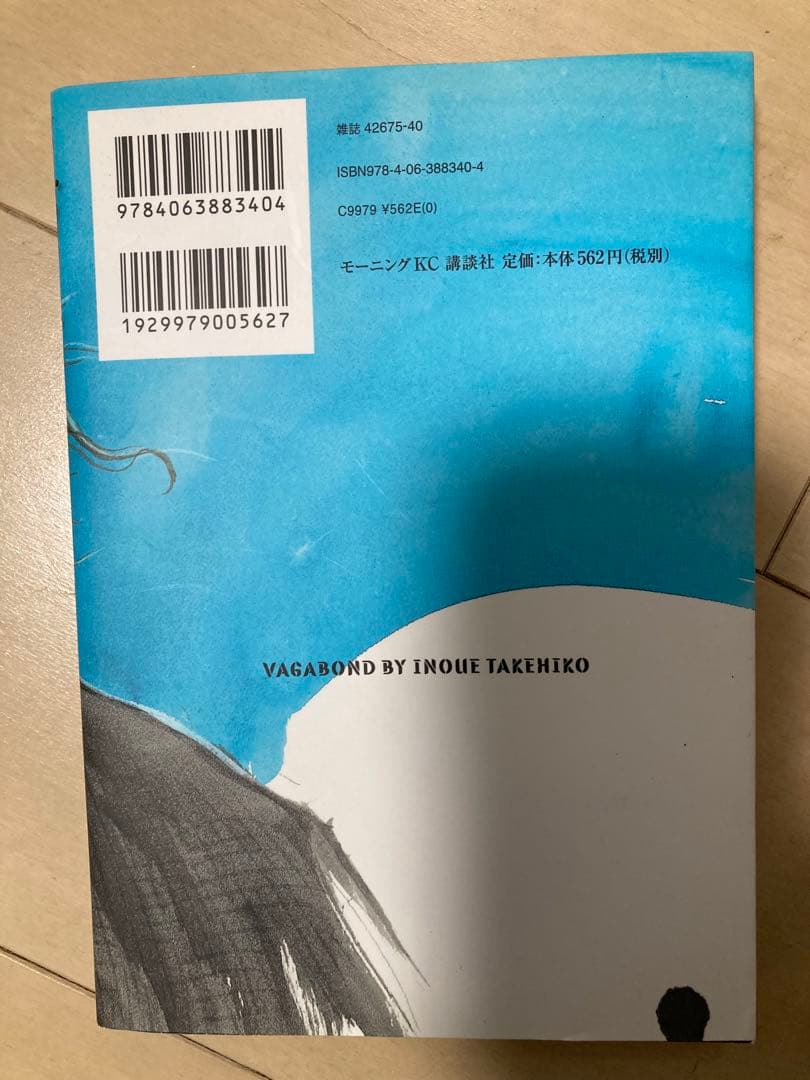 9784063883404
1929979005627
雑誌 42675-40
ISBN978-4-06-388340-4
C9979 ¥562E(0)
モーニングKC 講談社 定価:本体562円(税別)
VAGABOND BY INOUE TAKEHIKO